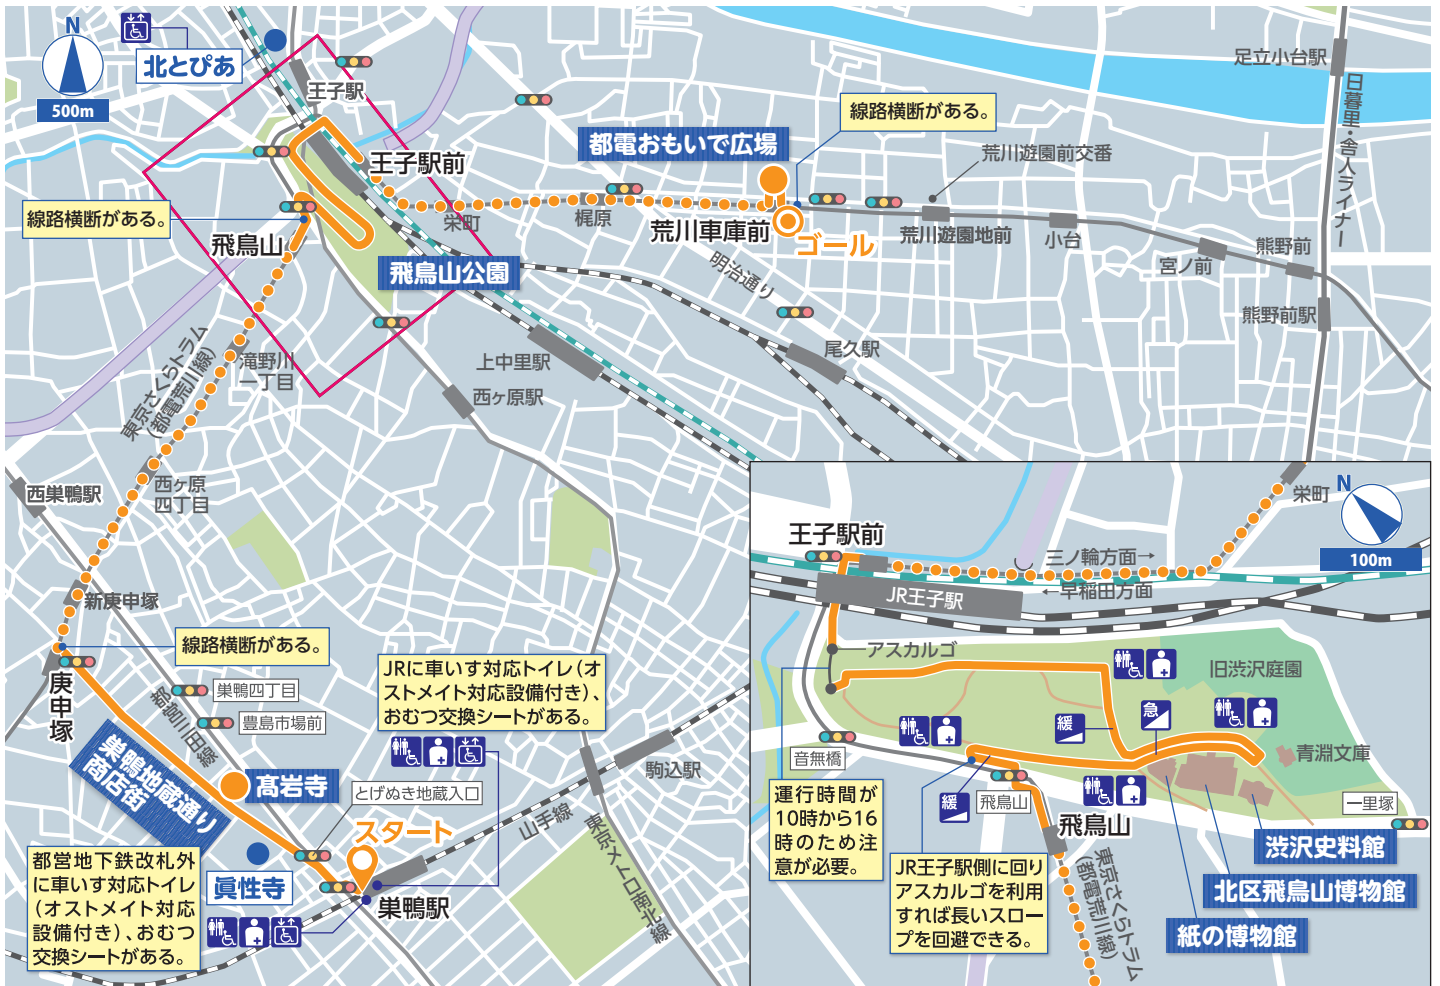 N
500m
北とぴあ
王子駅
王子駅前
線路横断がある。
飛鳥山
飛鳥山公園
栄町
梶原
都電おもいで広場
線路横断がある。
荒川車庫前
ゴール
荒川遊園前交番
荒川遊園地前
小台
宮ノ前
熊野前
熊野前駅
足立小台駅
日暮里・舎人ライナー
明治通り
尾久駅
上中里駅
西ヶ原駅
滝野川
一丁目
東京さくらトラム
(都電荒川線)
西ヶ原
四丁目
西巣鴨駅
新庚申塚
線路横断がある。
庚申塚
巣鴨四丁目
豊島市場前
都営三田線
巣鴨地蔵通り
商店街
髙岩寺
とげぬき地蔵入口
スタート
眞性寺
巣鴨駅
JRに車いす対応トイレ（オ
ストメイト対応設備付き）、
おむつ交換シートがある。
都営地下鉄改札外
に車いす対応トイレ
（オストメイト対応
設備付き）、おむつ
交換シートがある。
山手線
駒込駅
東京メトロ南北線
N
100m
栄町
王子駅前
三ノ輪方面→
←早稲田方面
JR王子駅
アスカルゴ
旧渋沢庭園
緩
急
青淵文庫
音無橋
緩
飛鳥山
飛鳥山
一里塚
運行時間が
10時から16
時のため注
意が必要。
JR王子駅側に回り
アスカルゴを利用
すれば長いスロー
プを回避できる。
東京さくらトラム
(都電荒川線)
渋沢史料館
北区飛鳥山博物館
紙の博物館